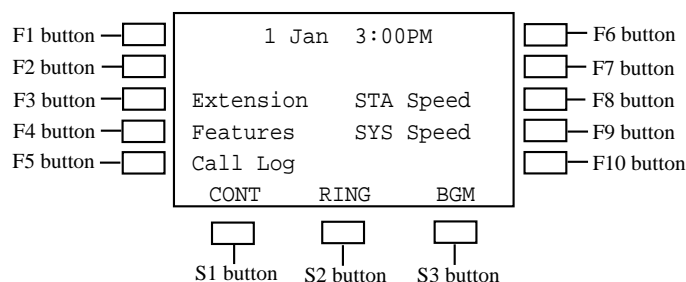 F1 button 1 Jan 3:00PM F6 button
F2 button F7 button
F3 button Extension STA Speed F8 button
F4 button Features SYS Speed F9 button
F5 button Call Log F10 button
CONT RING BGM
S1 button S2 button S3 button